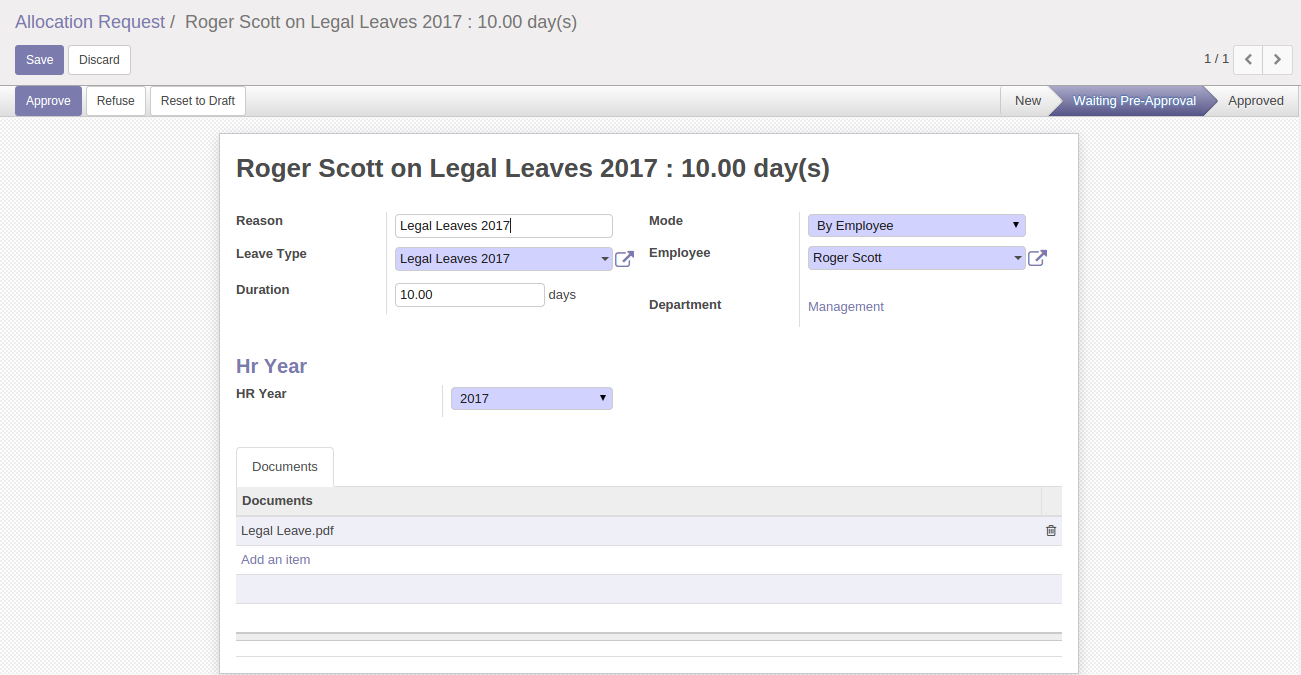 Allocation Request / Roger Scott on Legal Leaves 2017 : 10.00 day(s)
Save Discard 1 / 1
Approve Refuse Reset to Draft New Waiting Pre-Approval Approved
Roger Scott on Legal Leaves 2017 : 10.00 day(s)
Reason Legal Leaves 2017 Mode By Employee
Leave Type Legal Leaves 2017 Employee Roger Scott
Duration 10.00 days
Department Management
Hr Year
HR Year 2017
Documents
Documents
Legal Leave.pdf
Add an item